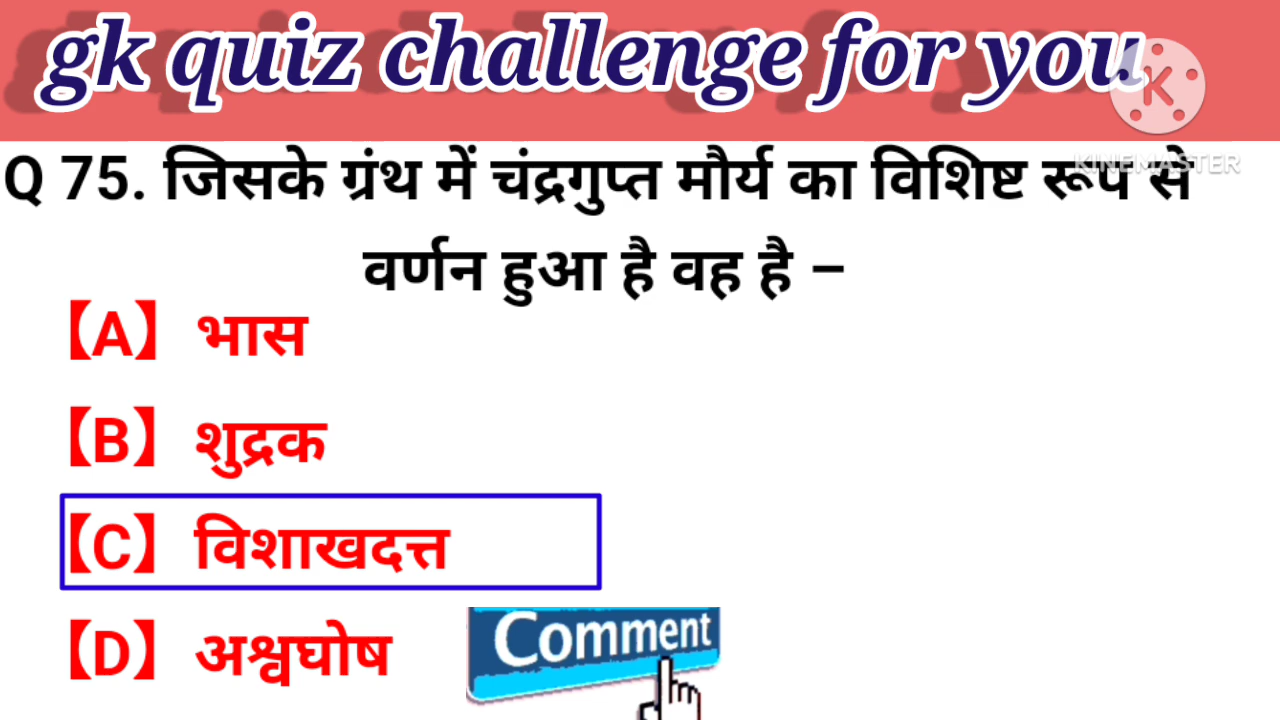 gk quiz challenge for you
K
KINEMASTER
Q 75. जिसके ग्रंथ में चंद्रगुप्त मौर्य का विशिष्ट रूप से
वर्णन हुआ है वह है –
【A】 भास
【B】 शुद्रक
【C】 विशाखदत्त
【D】 अश्वघोष
Comment